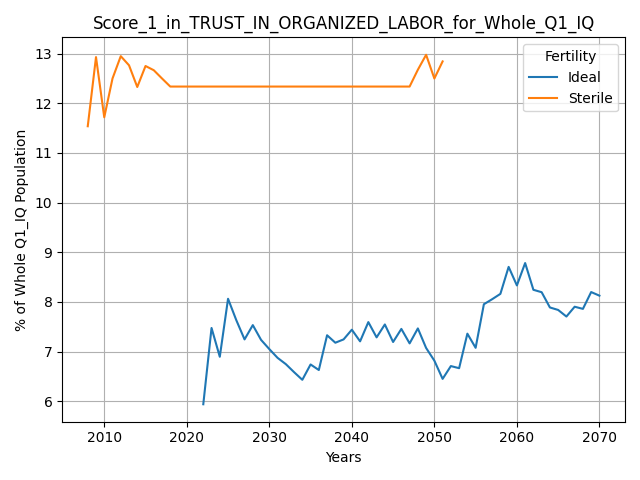 Score_1_in_TRUST_IN_ORGANIZED_LABOR_for_Whole_Q1_IQ
Fertility
Ideal
Sterile
% of Whole Q1_IQ Population
13
12
11
10
9
8
7
6
2010 2020 2030 2040 2050 2060 2070
Years